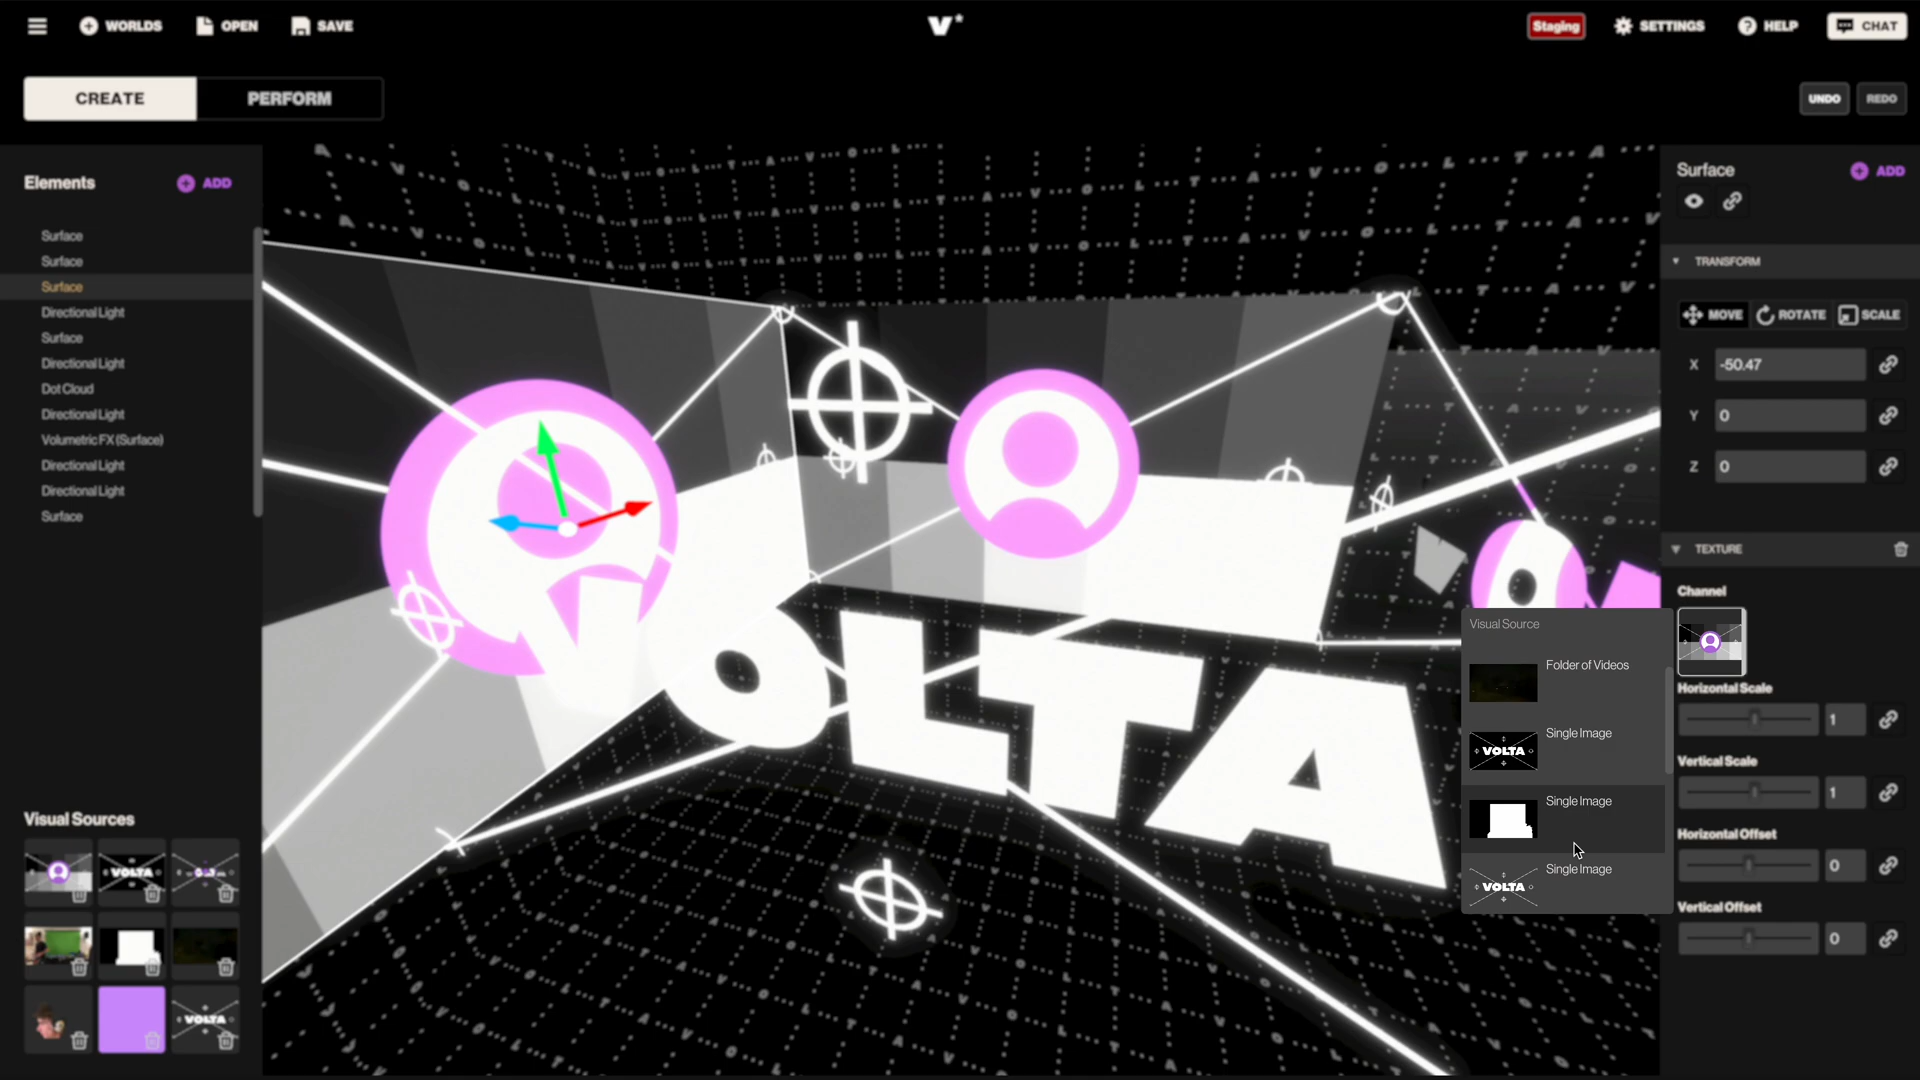 WORLDS
OPEN
SAVE
V*
Staging
SETTINGS
HELP
CHAT
CREATE
PERFORM
UNDO
REDO
Elements
ADD
Surface
Surface
Surface
Directional Light
Surface
Directional Light
Dot Cloud
Directional Light
Volumetric FX (Surface)
Directional Light
Directional Light
Surface
VOLTA
Visual Sources
VOLTA
VOLTA
Surface
ADD
TRANSFORM
MOVE
ROTATE
SCALE
X
-50.47
Y
0
Z
0
TEXTURE
Channel
Horizontal Scale
1
Vertical Scale
1
Horizontal Offset
0
Vertical Offset
0
Visual Source
Folder of Videos
Single Image
VOLTA
Single Image
Single Image
VOLTA